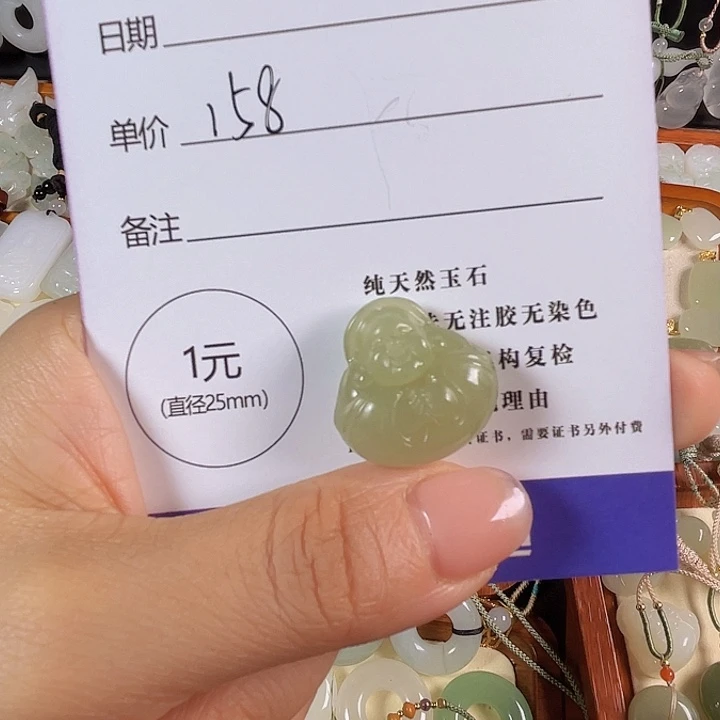 日期
单价 158
备注
1元
(直径25mm)
纯天然玉石
无注胶无染色
构复检
理由
证书，需要证书另外付费